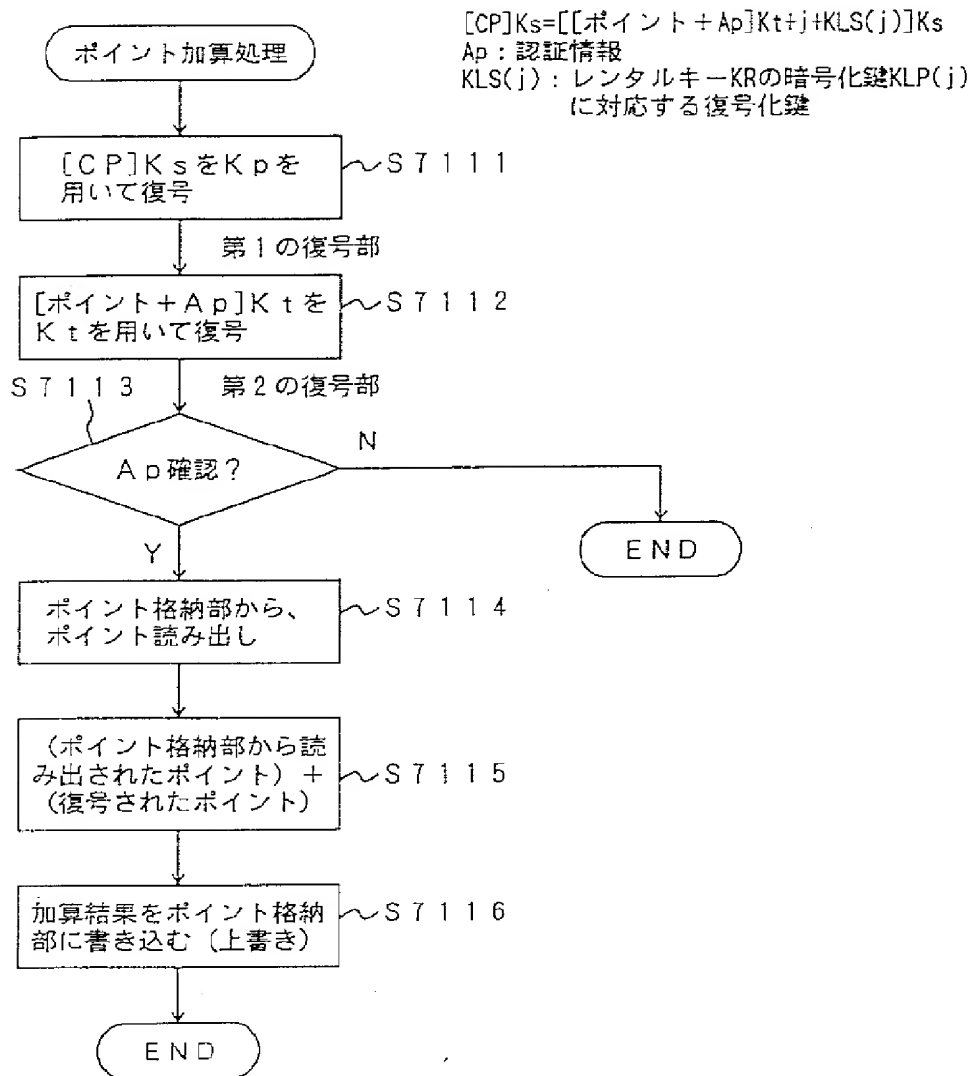 [CP]Ks=[[ポイント+Ap]Kt+j+KLS(j)]Ks
Ap:認証情報
KLS(j):レンタルキーKRの暗号化鍵KLP(j)
に対応する復号化鍵
ポイント加算処理
[CP]KsをKpを
用いて復号
S7111
第1の復号部
[ポイント+Ap]Ktを
Ktを用いて復号
S7112
S7113
第2の復号部
Ap確認?
N
END
Y
ポイント格納部から、
ポイント読み出し
S7114
(ポイント格納部から読
み出されたポイント)+
(復号されたポイント)
S7115
加算結果をポイント格納
部に書き込む(上書き)
S7116
END